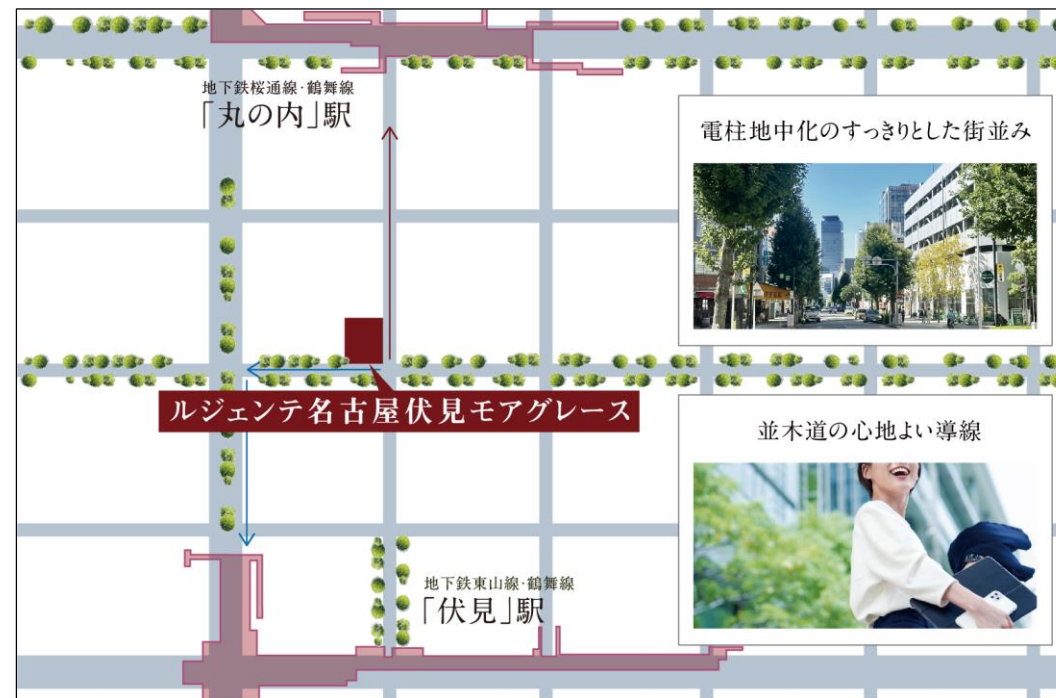 地下鉄桜通線・鶴舞線
「丸の内」駅
電柱地中化のすっきりとした街並み
ルジェンテ名古屋伏見モアグレース
並木道の心地よい導線
地下鉄東山線・鶴舞線
「伏見」駅